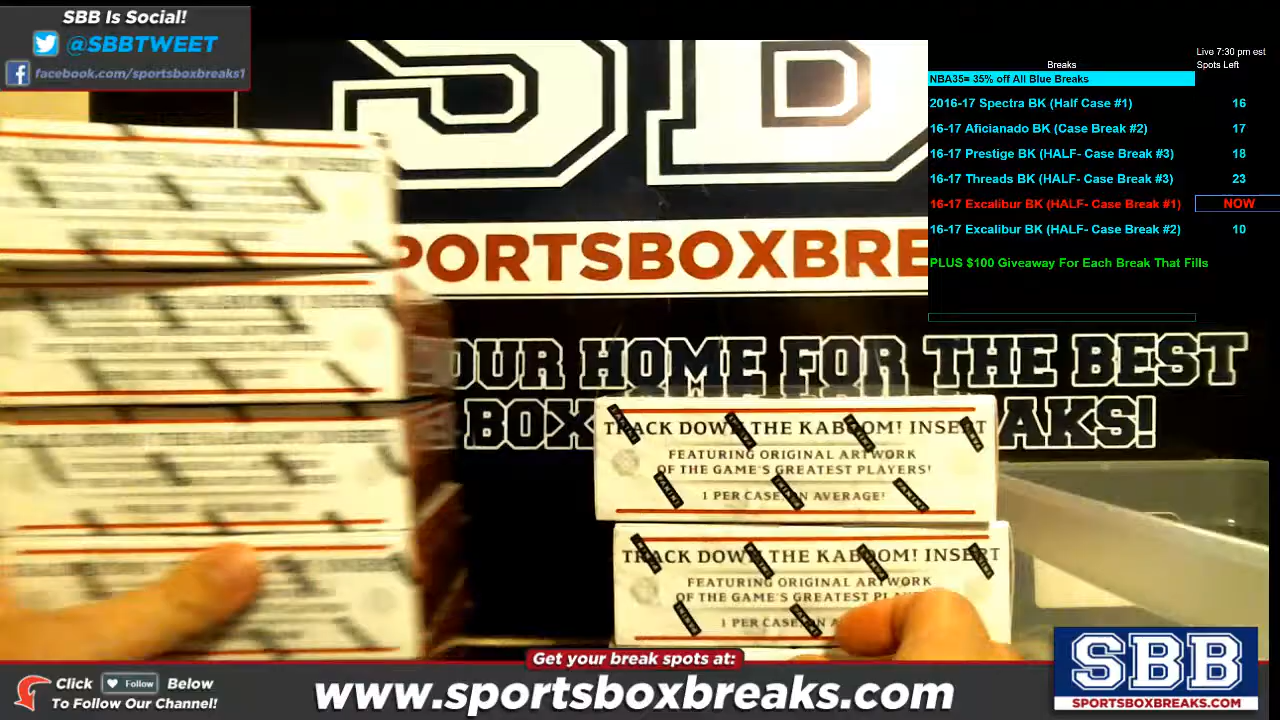 SBB Is Social!
@SBBTWEET
facebook.com/sportsboxbreaks1
Live 7:30 pm est
Breaks
Spots Left
NBA35= 35% off All Blue Breaks
2016-17 Spectra BK (Half Case #1) 16
16-17 Aficianado BK (Case Break #2) 17
16-17 Prestige BK (HALF- Case Break #3) 18
16-17 Threads BK (HALF- Case Break #3) 23
16-17 Excalibur BK (HALF- Case Break #1) NOW
16-17 Excalibur BK (HALF- Case Break #2) 10
PLUS $100 Giveaway For Each Break That Fills
SB
PORTSBOXBRE
OUR HOME FOR THE BEST
BOX AKS!
TRACK DOWN THE KABOOM! INSERT
FEATURING ORIGINAL ARTWORK
OF THE GAME'S GREATEST PLAYERS!
1 PER CASE, ON AVERAGE!
PANINI
PANINI
PANINI
TRACK DOWN THE KABOOM! INSERT
FEATURING ORIGINAL ARTWORK
OF THE GAME'S GREATEST PLA
1 PER CASE, ON A
Get your break spots at:
www.sportsboxbreaks.com
Click Follow Below
To Follow Our Channel!
SBB
SPORTSBOXBREAKS.COM